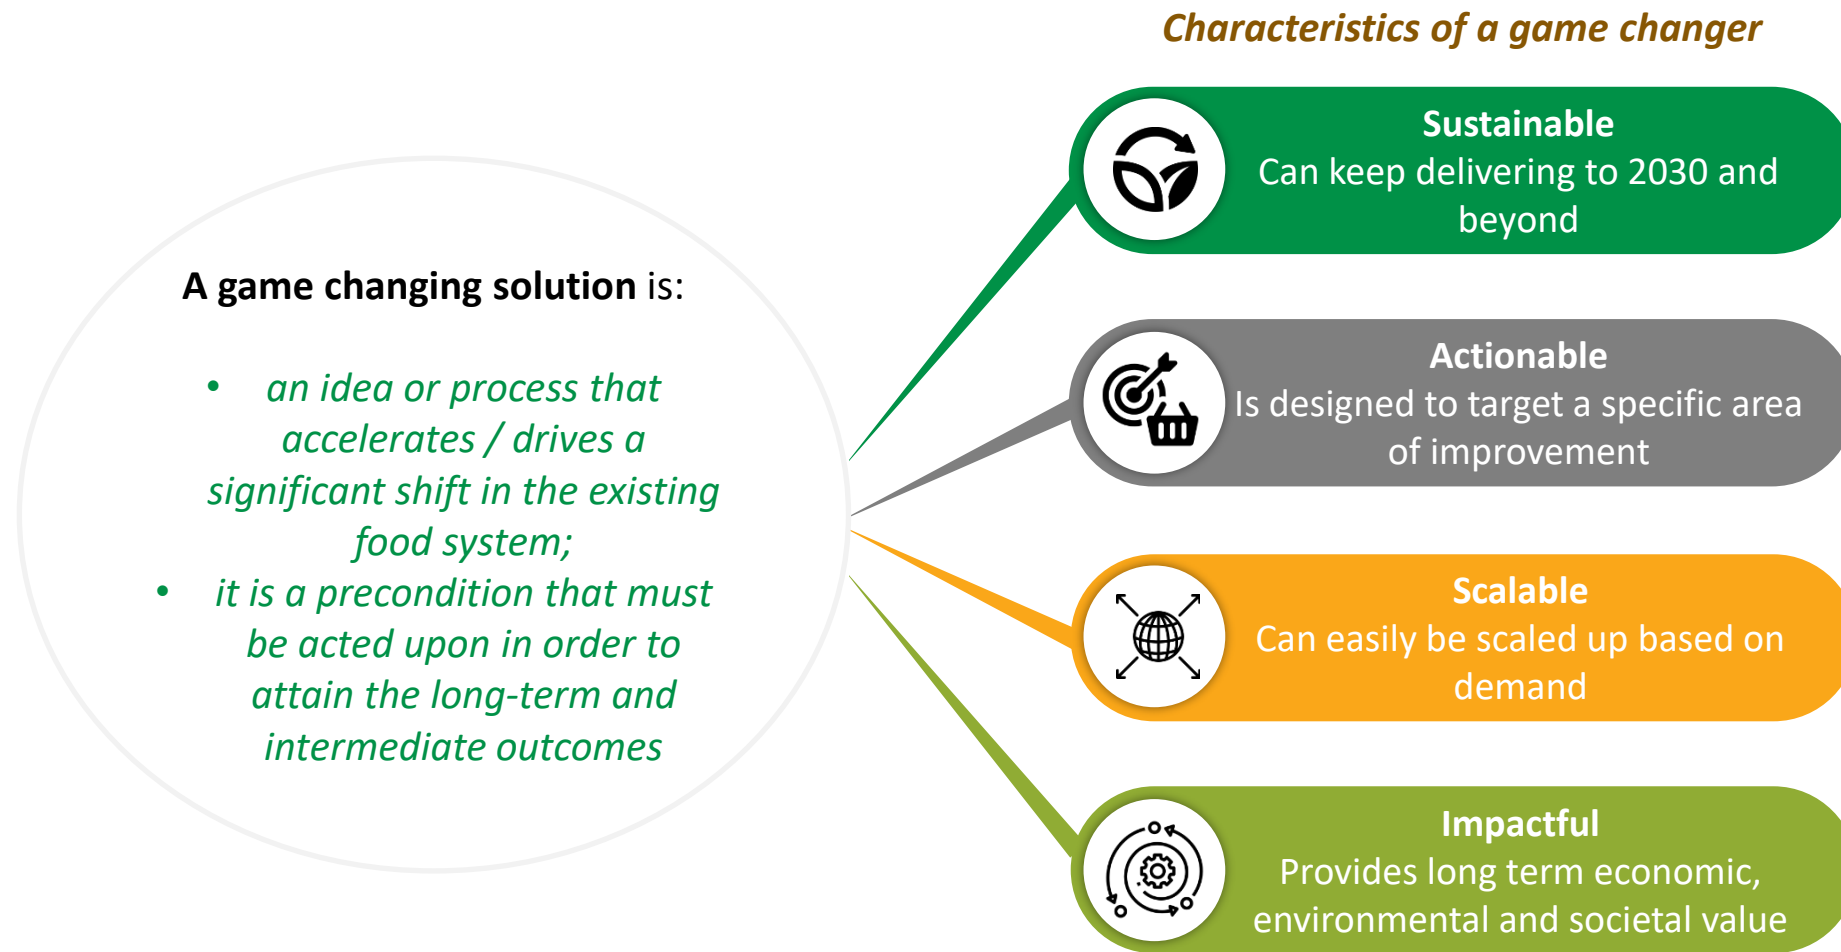 Characteristics of a game changer
A game changing solution is:
• an idea or process that
accelerates / drives a
significant shift in the existing
food system;
• it is a precondition that must
be acted upon in order to
attain the long-term and
intermediate outcomes
Sustainable
Can keep delivering to 2030 and
beyond
Actionable
Is designed to target a specific area
of improvement
Scalable
Can easily be scaled up based on
demand
Impactful
Provides long term economic,
environmental and societal value